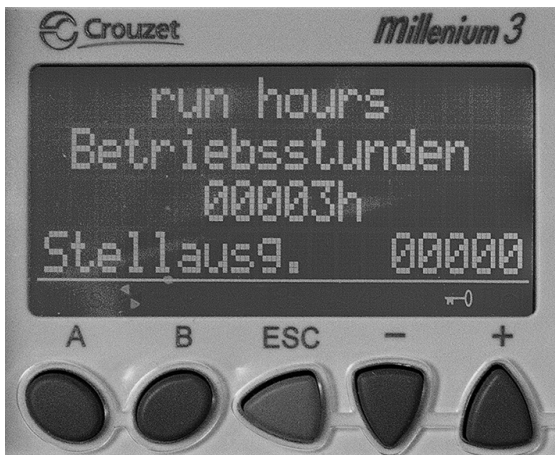 Crouzet millenium 3
run hours
Betriebsstunden
00003h
Stellausg. 00000
A B ESC − +